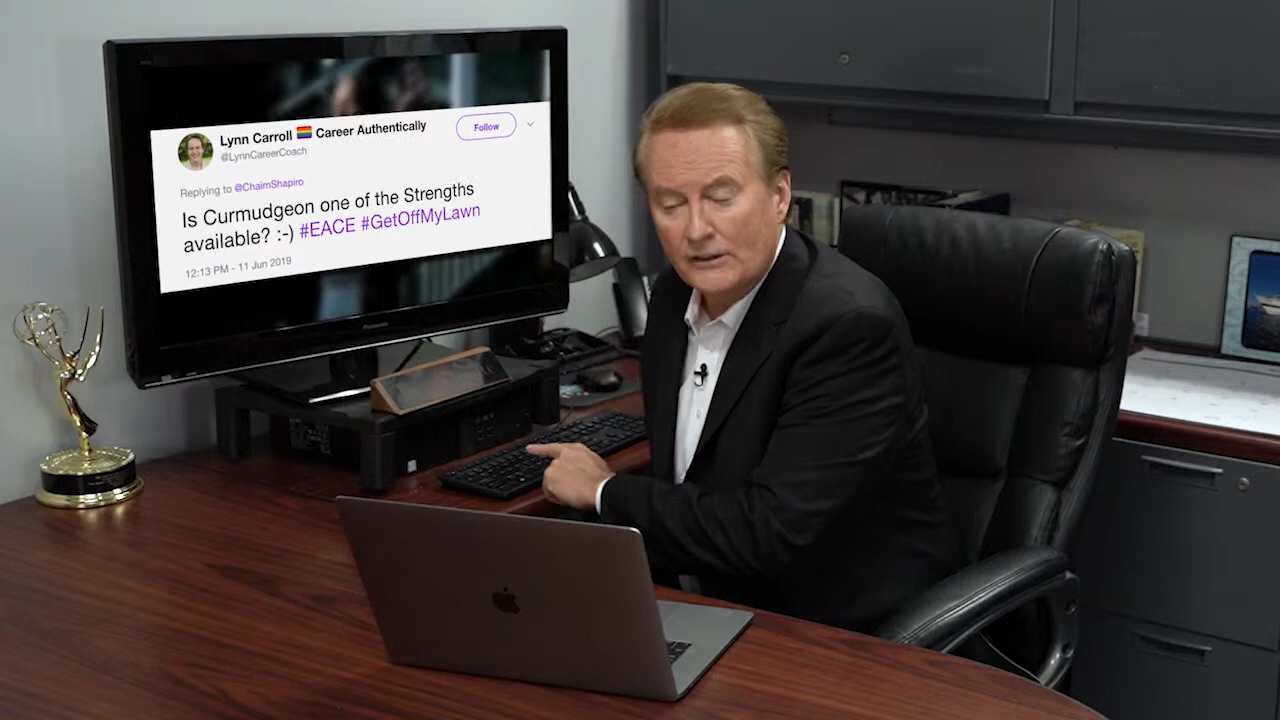 Lynn Carroll 🏳️‍🌈 Career Authentically
@LynnCareerCoach
Follow
Replying to @ChaimShapiro
Is Curmudgeon one of the Strengths
available? :-) #EACE #GetOffMyLawn
12:13 PM - 11 Jun 2019
Panasonic